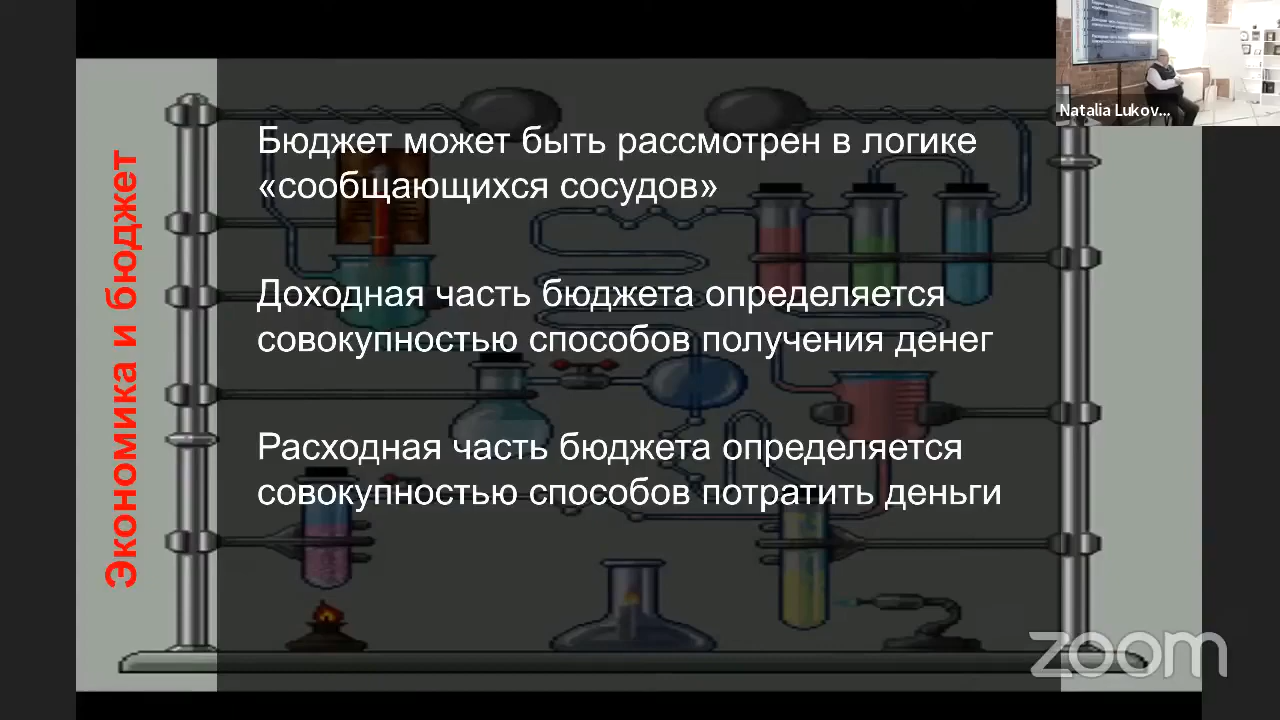 Экономика и бюджет
Бюджет может быть рассмотрен в логике
«сообщающихся сосудов»
Доходная часть бюджета определяется
совокупностью способов получения денег
Расходная часть бюджета определяется
совокупностью способов потратить деньги
Natalia Lukov...
zoom